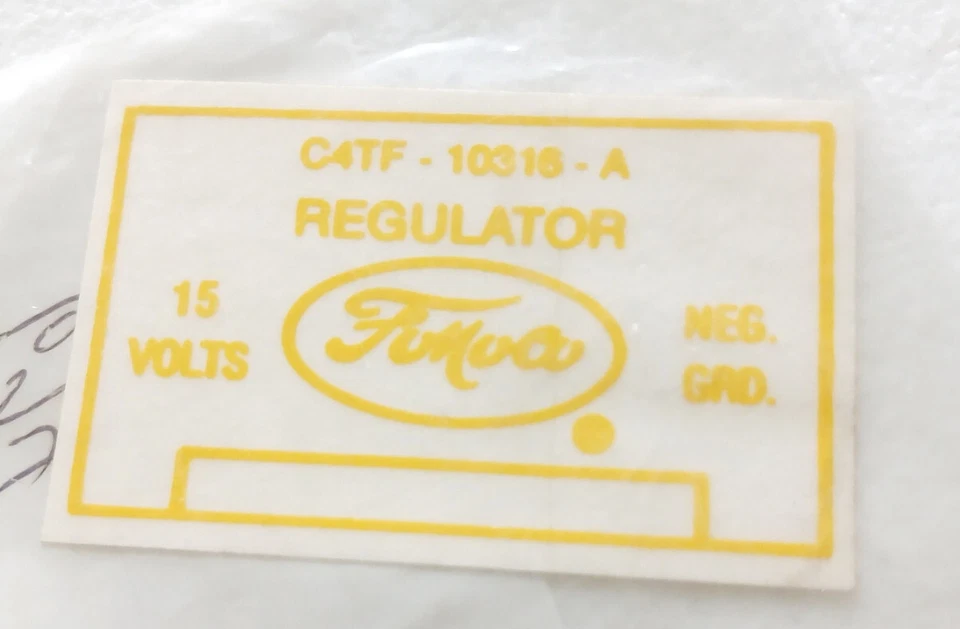 C4TF - 10316 - A
REGULATOR
15
VOLTS
FoMoCo
NEG.
GRD.